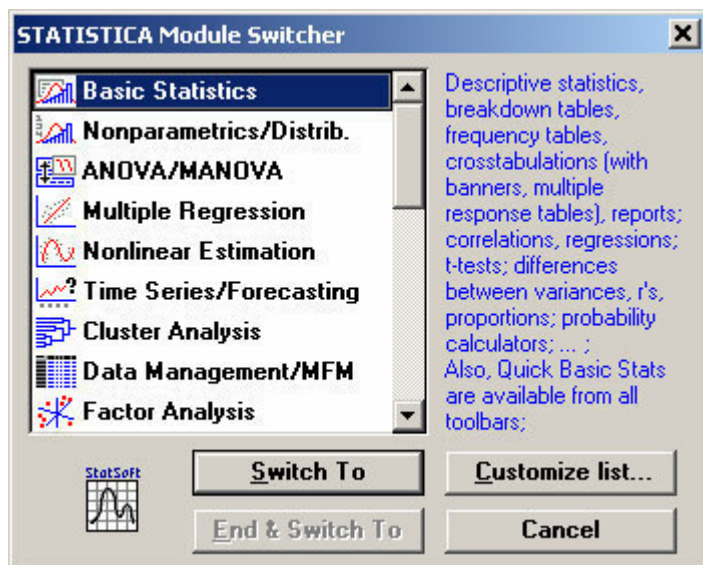 STATISTICA Module Switcher
Basic Statistics
Nonparametrics/Distrib.
ANOVA/MANOVA
Multiple Regression
Nonlinear Estimation
Time Series/Forecasting
Cluster Analysis
Data Management/MFM
Factor Analysis
Descriptive statistics,
breakdown tables,
frequency tables,
crosstabulations (with
banners, multiple
response tables), reports;
correlations, regressions;
t-tests; differences
between variances, r's,
proportions; probability
calculators; ... ;
Also, Quick Basic Stats
are available from all
toolbars;
StatSoft
Switch To
Customize list...
End & Switch To
Cancel